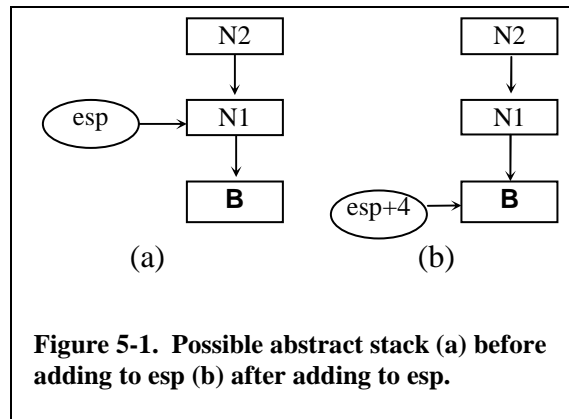 N2 N2
esp N1 N1
B esp+4 B
(a) (b)
Figure 5-1. Possible abstract stack (a) before
adding to esp (b) after adding to esp.